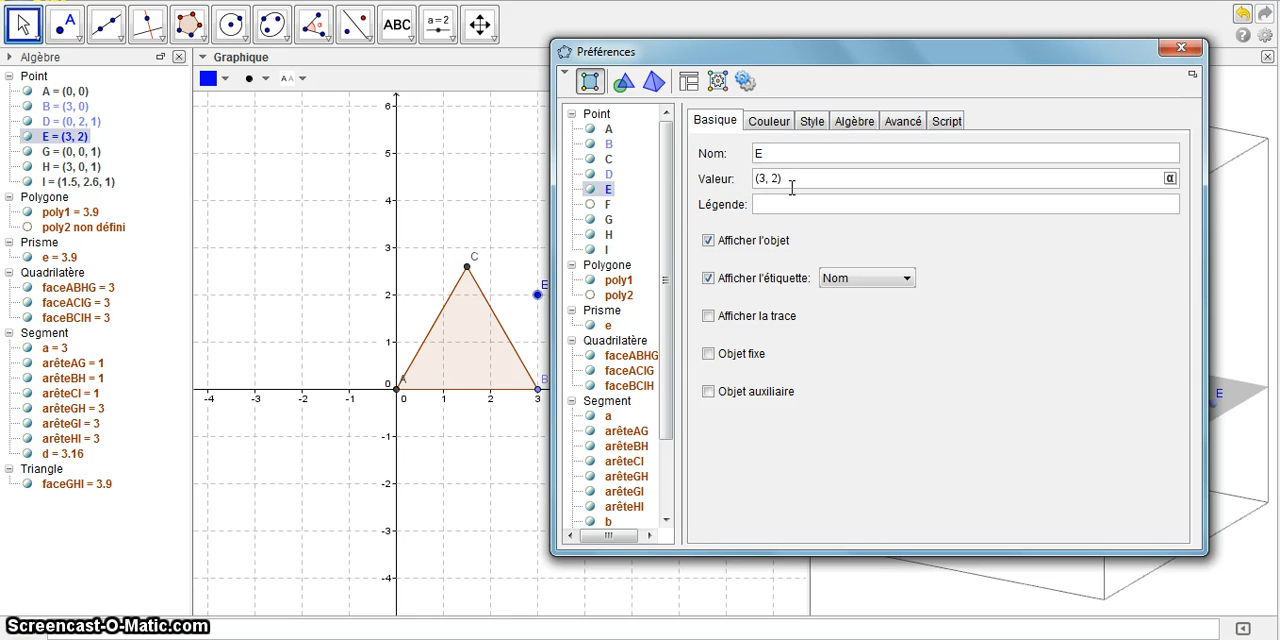 ABC
a=2
Algèbre
Point
A = (0, 0)
B = (3, 0)
D = (0, 2, 1)
E = (3, 2)
G = (0, 0, 1)
H = (3, 0, 1)
I = (1.5, 2.6, 1)
Polygone
poly1 = 3.9
poly2 non défini
Prisme
e = 3.9
Quadrilatère
faceABHG = 3
faceACIG = 3
faceBCIH = 3
Segment
a = 3
arêteAG = 1
arêteBH = 1
arêteCI = 1
arêteGH = 3
arêteGI = 3
arêteHI = 3
d = 3.16
Triangle
faceGHI = 3.9
Graphique
AA
6
5
4
3
2
1
0
-1
-2
-3
-4
-4
-3
-2
-1
0
1
2
3
A
B
C
E
Préférences
Point
A
B
C
D
E
F
G
H
I
Polygone
poly1
poly2
Prisme
e
Quadrilatère
faceABHG
faceACIG
faceBCIH
Segment
a
arêteAG
arêteBH
arêteCI
arêteGH
arêteGI
arêteHI
b
Basique
Couleur
Style
Algèbre
Avancé
Script
Nom: E
Valeur: (3, 2) α
Légende:
Afficher l'objet
Afficher l'étiquette: Nom
Afficher la trace
Objet fixe
Objet auxiliaire
E
Screencast-O-Matic.com